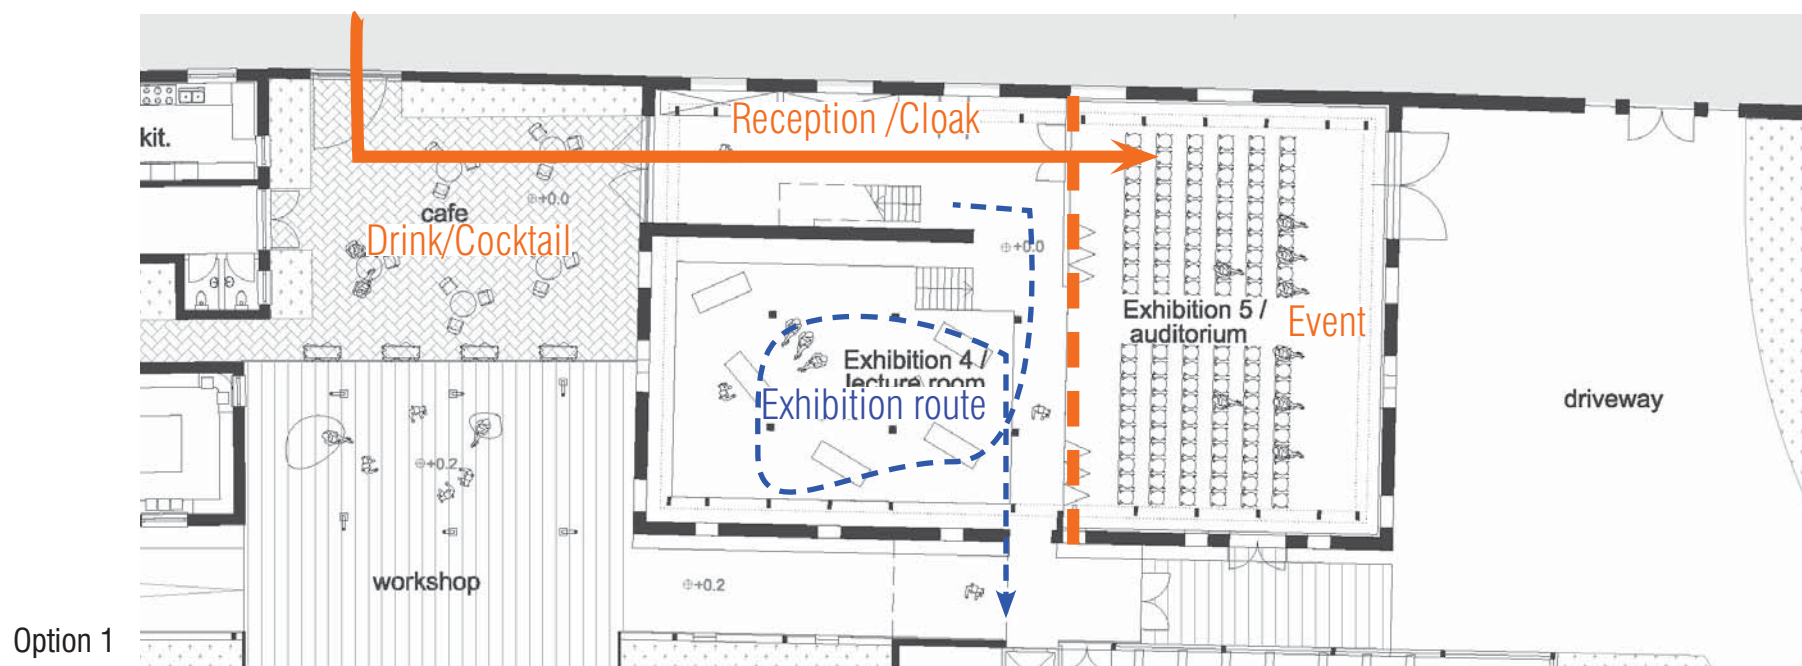 Reception /Cloak
kit.
+0.0
cafe
Drink/Cocktail
+0.0
Exhibition 5 /
auditorium
Event
Exhibition 4 /
lecture room
Exhibition route
driveway
+0.2
workshop
+0.2
Option 1